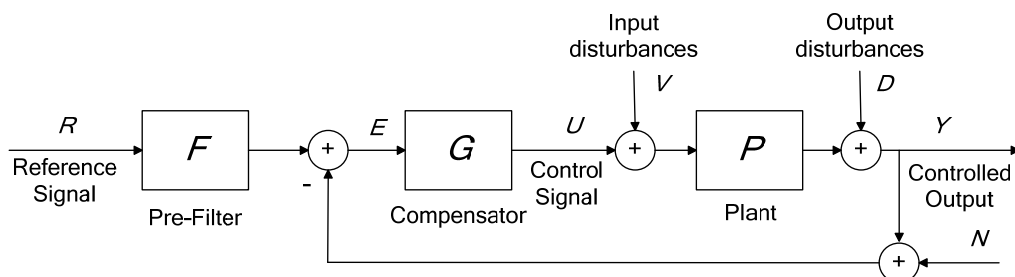 Input
disturbances
Output
disturbances
V
D
R
F
+
E
G
U
+
P
+
Y
Reference
Signal
-
Control
Signal
Controlled
Output
Pre-Filter
Compensator
Plant
+
N